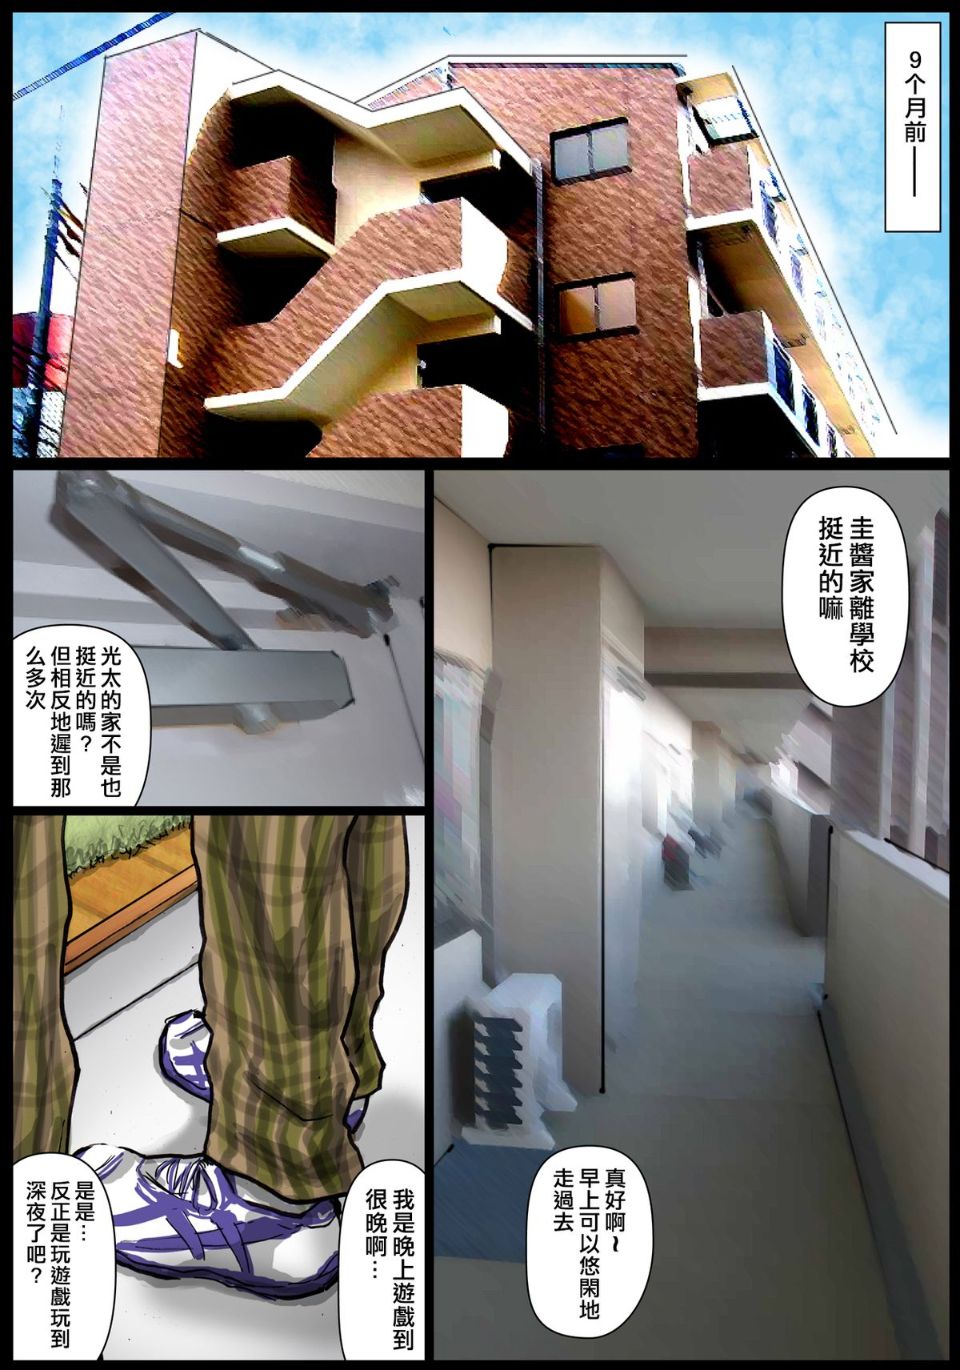 9个月前——
圭醬家離學校
挺近的嘛
真好啊~
早上可以悠閑地
走過去
光太的家不是也
挺近的嗎？
但相反地遲到那
么多次
我是晚上遊戲到
很晚啊…
是是…
反正是玩遊戲玩到
深夜了吧？